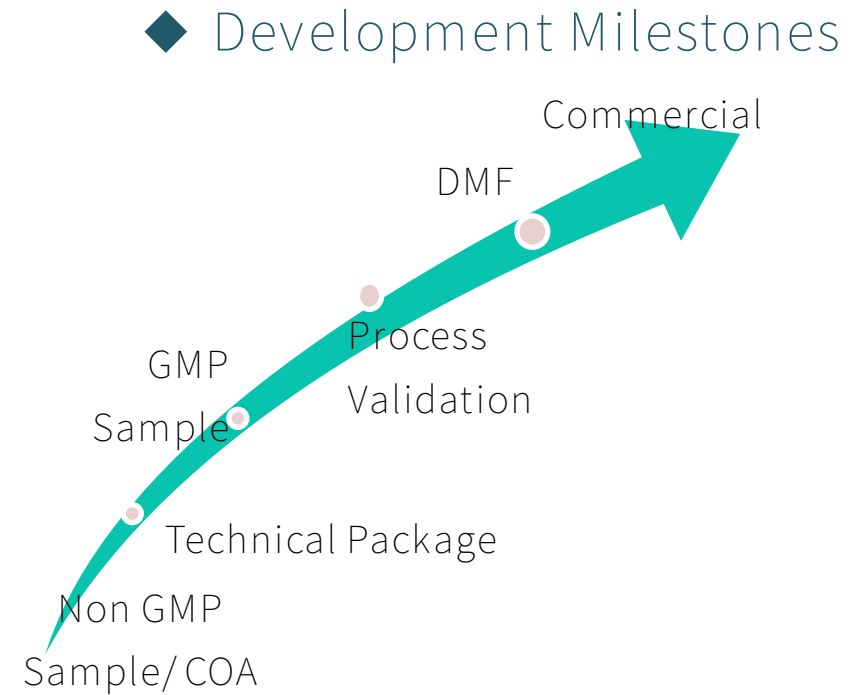 Development Milestones
Commercial
DMF
Process
Validation
GMP
Sample
Technical Package
Non GMP
Sample/ COA